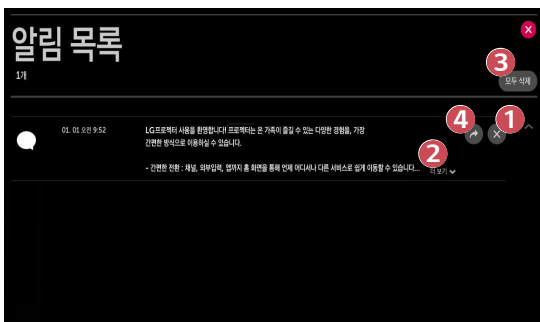 알림 목록
X
1개
3
모두 삭제
01. 01 오전 9:52
LG프로젝터 사용을 환영합니다! 프로젝터는 온 가족이 즐길 수 있는 다양한 경험을, 가장
간편한 방식으로 이용하실 수 있습니다.
4
1
2
- 간편한 전환 : 채널, 외부입력, 앱까지 홈 화면을 통해 언제 어디서나 다른 서비스로 쉽게 이동할 수 있습니다...
더 보기